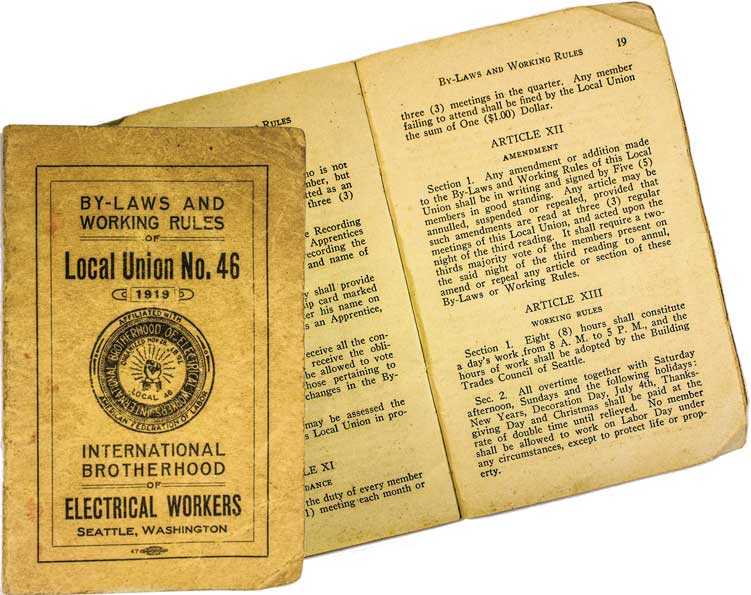 BY-LAWS AND
WORKING RULES
OF
Local Union No. 46
1919
AFFILIATED WITH
INTERNATIONAL BROTHERHOOD OF ELECTRICAL WORKERS
LOCAL 46
AMERICAN FEDERATION OF LABOR
INTERNATIONAL
BROTHERHOOD
OF
ELECTRICAL WORKERS
SEATTLE, WASHINGTON
47
RULES
who is not
but
as an
three (3)
Recording
Apprentices
recording the
and name of
shall provide
card marked
his name on
an Apprentice,
receive all the con-
receive the obli-
be allowed to vote
those pertaining to
changes in the By-
may be assessed the
Local Union in pro-
XI
the duty of every member
meeting each month or
19
BY-LAWS AND WORKING RULES
three (3) meetings in the quarter. Any member
failing to attend shall be fined by the Local Union
the sum of One ($1.00) Dollar.
ARTICLE XII
AMENDMENT
Section 1. Any amendment or addition made
to the By-Laws and Working Rules of this Local
Union shall be in writing and signed by Five (5)
members in good standing. Any article may be
annulled, suspended or repealed, provided that
such amendments are read at three (3) regular
meetings of this Local Union, and acted upon the
night of the third reading. It shall require a two-
thirds majority vote of the members present on
the said night of the third reading to annul,
amend or repeal any article or section of these
By-Laws or Working Rules.
ARTICLE XIII
WORKING RULES
Section 1. Eight (8) hours shall constitute
a day's work from 8 A. M. to 5 P. M., and the
hours of work shall be adopted by the Building
Trades Council of Seattle.
Sec. 2. All overtime together with Saturday
afternoon, Sundays and the following holidays:
New Years, Decoration Day, July 4th, Thanks-
giving Day and Christmas shall be paid at the
rate of double time until relieved. No member
shall be allowed to work on Labor Day under
any circumstances, except to protect life or prop-
erty.